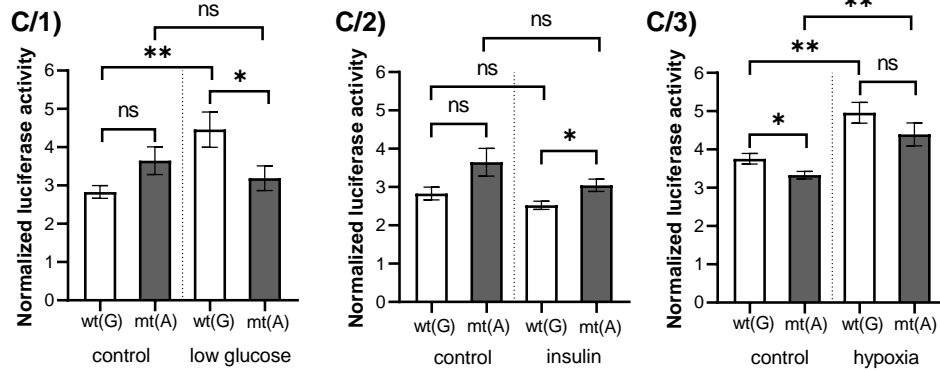 C/1)
ns
**
*
ns
Normalized luciferase activity
6
5
4
3
2
1
0
wt(G) mt(A) wt(G) mt(A)
control low glucose
C/2)
ns
ns
ns
*
Normalized luciferase activity
6
5
4
3
2
1
0
wt(G) mt(A) wt(G) mt(A)
control insulin
C/3)
**
**
ns
*
Normalized luciferase activity
6
5
4
3
2
1
0
wt(G) mt(A) wt(G) mt(A)
control hypoxia